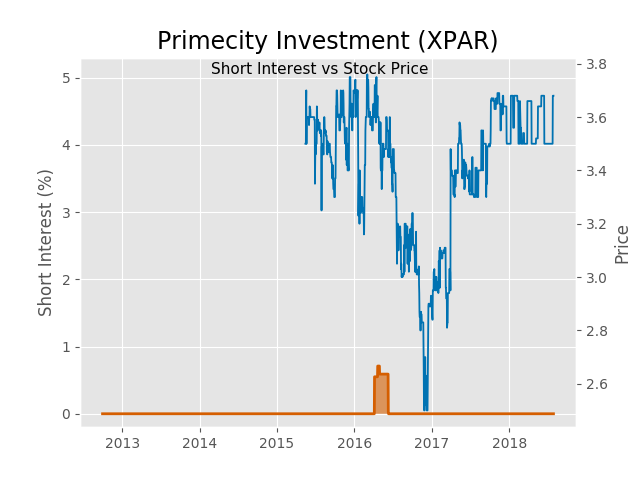 Primecity Investment (XPAR)
Short Interest vs Stock Price
Short Interest (%)
5
4
3
2
1
0
3.8
3.6
3.4
3.2
3.0
2.8
2.6
Price
2013 2014 2015 2016 2017 2018